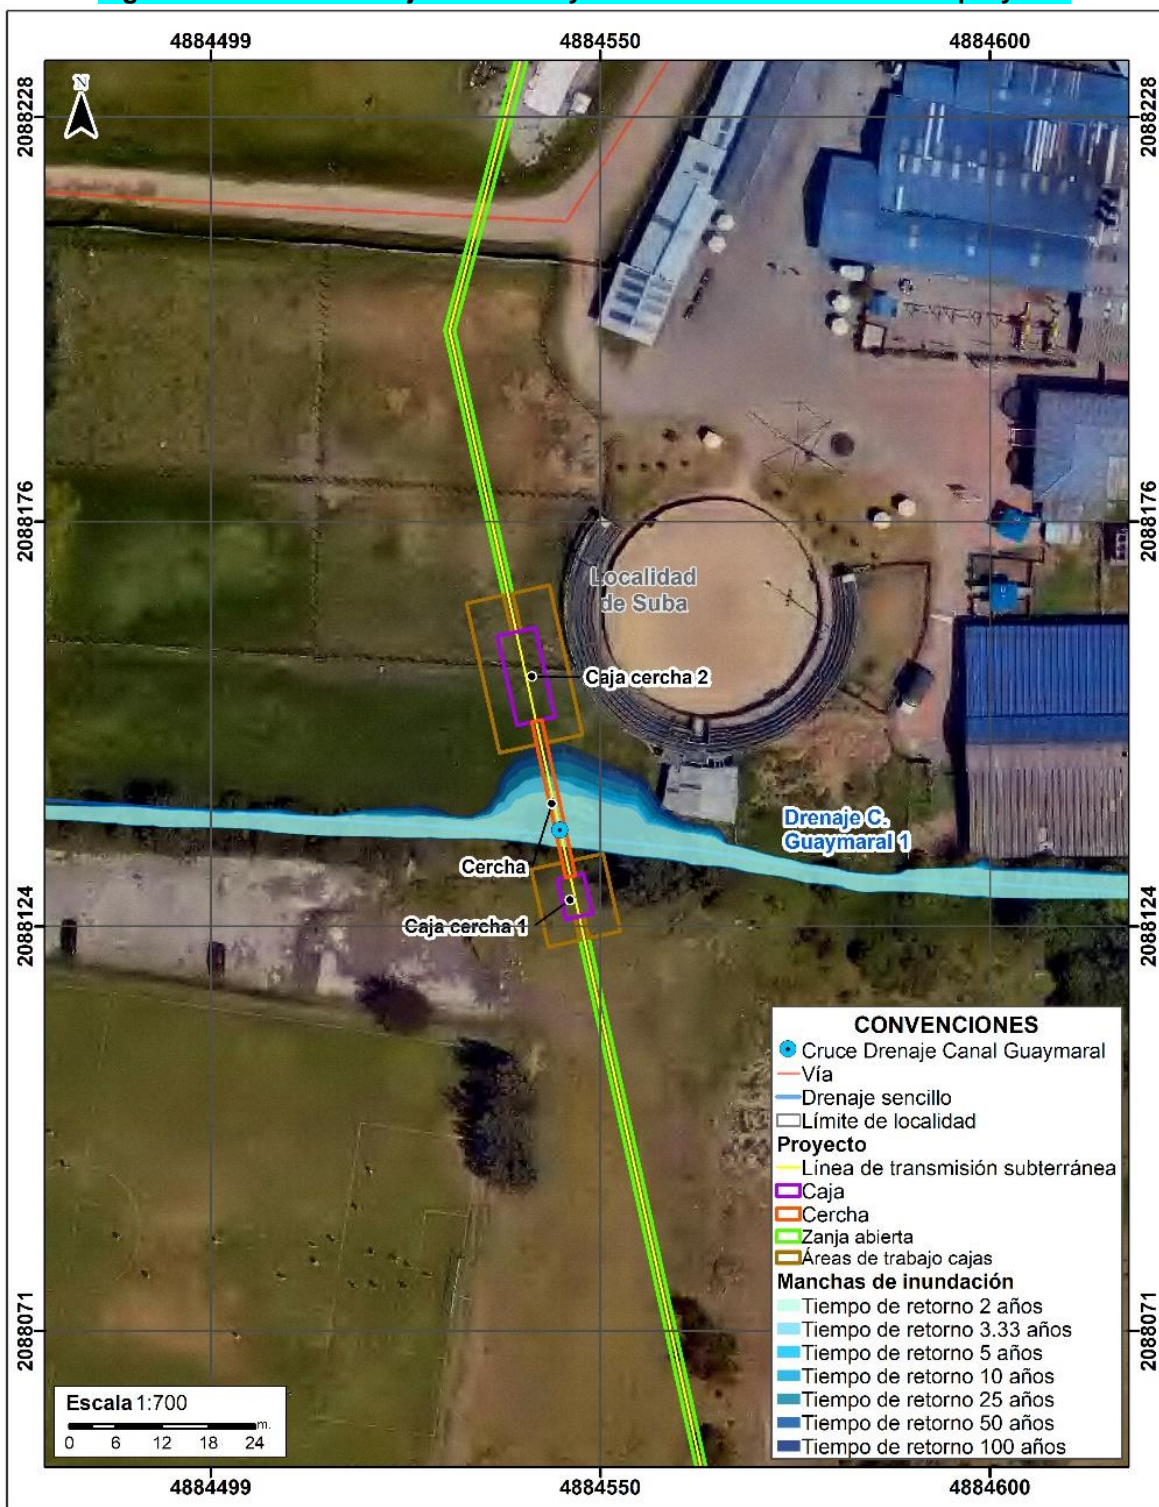 4884499 4884550 4884600
N
2088228 2088228
2088176 2088176
Localidad
de Suba
Caja cercha 2
Drenaje C.
Guaymaral 1
Cercha
Caja cercha 1
2088124 2088124
CONVENCIONES
Cruce Drenaje Canal Guaymaral
Vía
Drenaje sencillo
Límite de localidad
Proyecto
Línea de transmisión subterránea
Caja
Cercha
Zanja abierta
Áreas de trabajo cajas
Manchas de inundación
Tiempo de retorno 2 años
Tiempo de retorno 3.33 años
Tiempo de retorno 5 años
Tiempo de retorno 10 años
Tiempo de retorno 25 años
Tiempo de retorno 50 años
Tiempo de retorno 100 años
2088071 2088071
Escala 1:700
m.
0 6 12 18 24
4884499 4884550 4884600